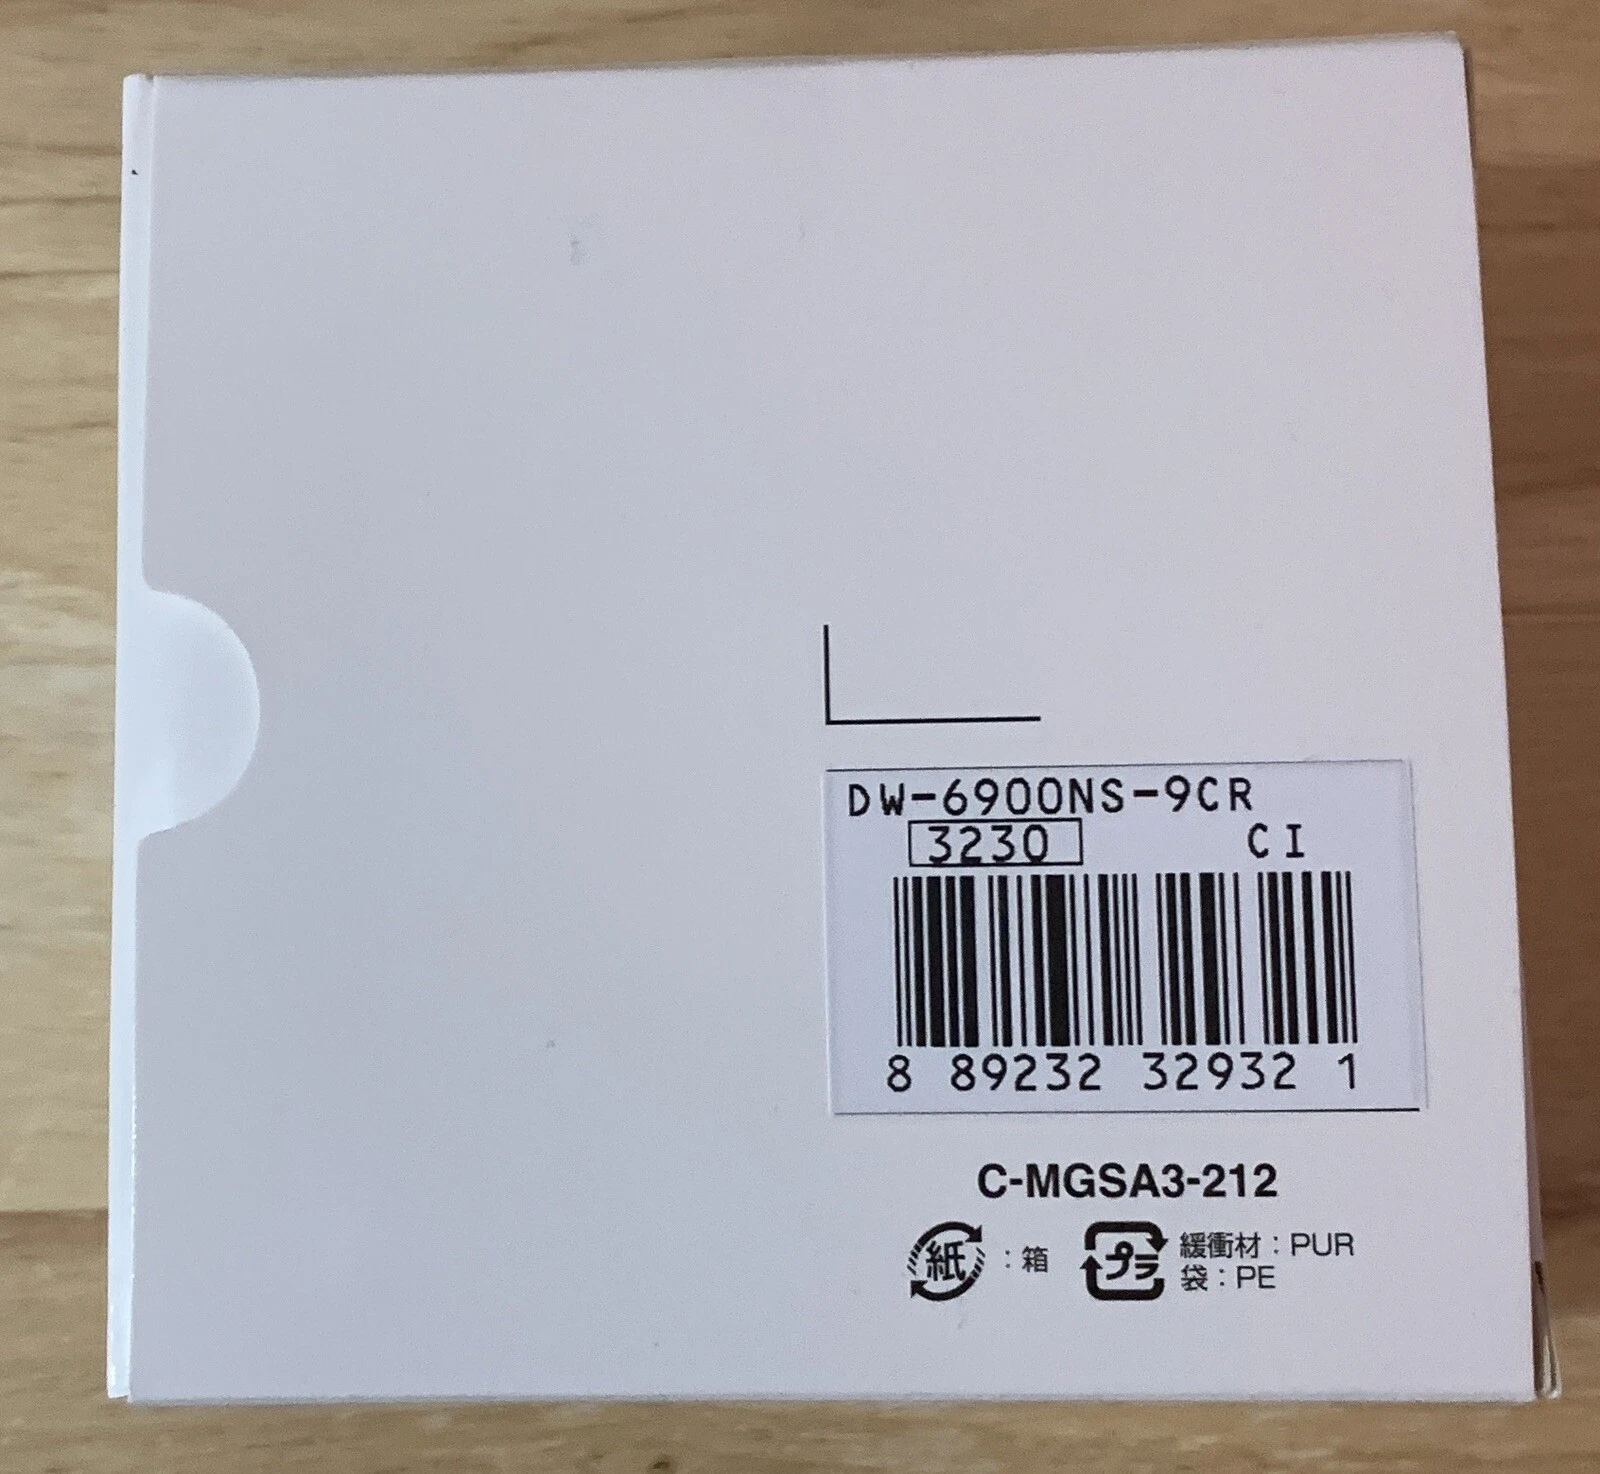 DW-6900NS-9CR
3230 CI
8 89232 32932 1
C-MGSA3-212
紙 : 箱
プラ 緩衝材 : PUR
袋 : PE